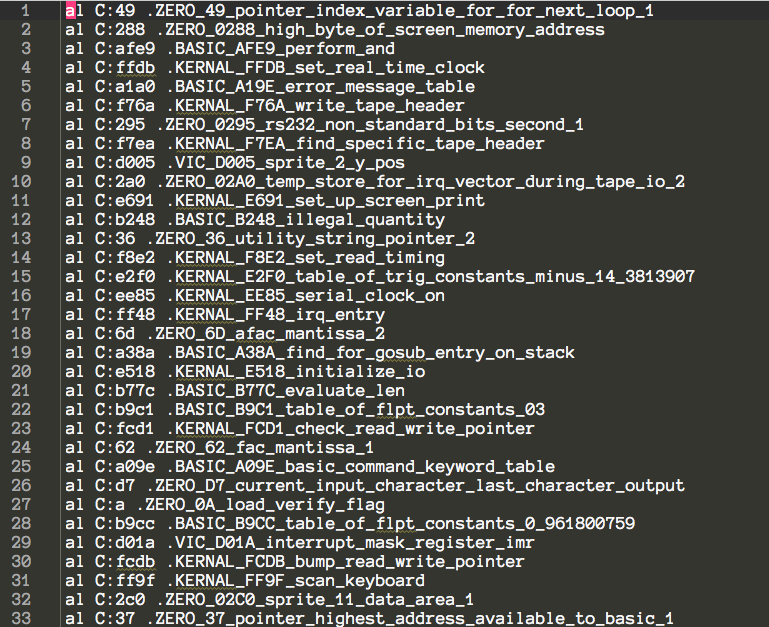 1 al C:49 .ZERO_49_pointer_index_variable_for_for_next_loop_1
2 al C:288 .ZERO_0288_high_byte_of_screen_memory_address
3 al C:afe9 .BASIC_AFE9_perform_and
4 al C:ffdb .KERNAL_FFDB_set_real_time_clock
5 al C:a1a0 .BASIC_A19E_error_message_table
6 al C:f76a .KERNAL_F76A_write_tape_header
7 al C:295 .ZERO_0295_rs232_non_standard_bits_second_1
8 al C:f7ea .KERNAL_F7EA_find_specific_tape_header
9 al C:d005 .VIC_D005_sprite_2_y_pos
10 al C:2a0 .ZERO_02A0_temp_store_for_irq_vector_during_tape_io_2
11 al C:e691 .KERNAL_E691_set_up_screen_print
12 al C:b248 .BASIC_B248_illegal_quantity
13 al C:36 .ZERO_36_utility_string_pointer_2
14 al C:f8e2 .KERNAL_F8E2_set_read_timing
15 al C:e2f0 .KERNAL_E2F0_table_of_trig_constants_minus_14_3813907
16 al C:ee85 .KERNAL_EE85_serial_clock_on
17 al C:ff48 .KERNAL_FF48_irq_entry
18 al C:6d .ZERO_6D_afac_mantissa_2
19 al C:a38a .BASIC_A38A_find_for_gosub_entry_on_stack
20 al C:e518 .KERNAL_E518_initialize_io
21 al C:b77c .BASIC_B77C_evaluate_len
22 al C:b9c1 .BASIC_B9C1_table_of_flpt_constants_03
23 al C:fcd1 .KERNAL_FCD1_check_read_write_pointer
24 al C:62 .ZERO_62_fac_mantissa_1
25 al C:a09e .BASIC_A09E_basic_command_keyword_table
26 al C:d7 .ZERO_D7_current_input_character_last_character_output
27 al C:a .ZERO_0A_load_verify_flag
28 al C:b9cc .BASIC_B9CC_table_of_flpt_constants_0_961800759
29 al C:d01a .VIC_D01A_interrupt_mask_register_imr
30 al C:fcdb .KERNAL_FCDB_bump_read_write_pointer
31 al C:ff9f .KERNAL_FF9F_scan_keyboard
32 al C:2c0 .ZERO_02C0_sprite_11_data_area_1
33 al C:37 .ZERO_37_pointer_highest_address_available_to_basic_1